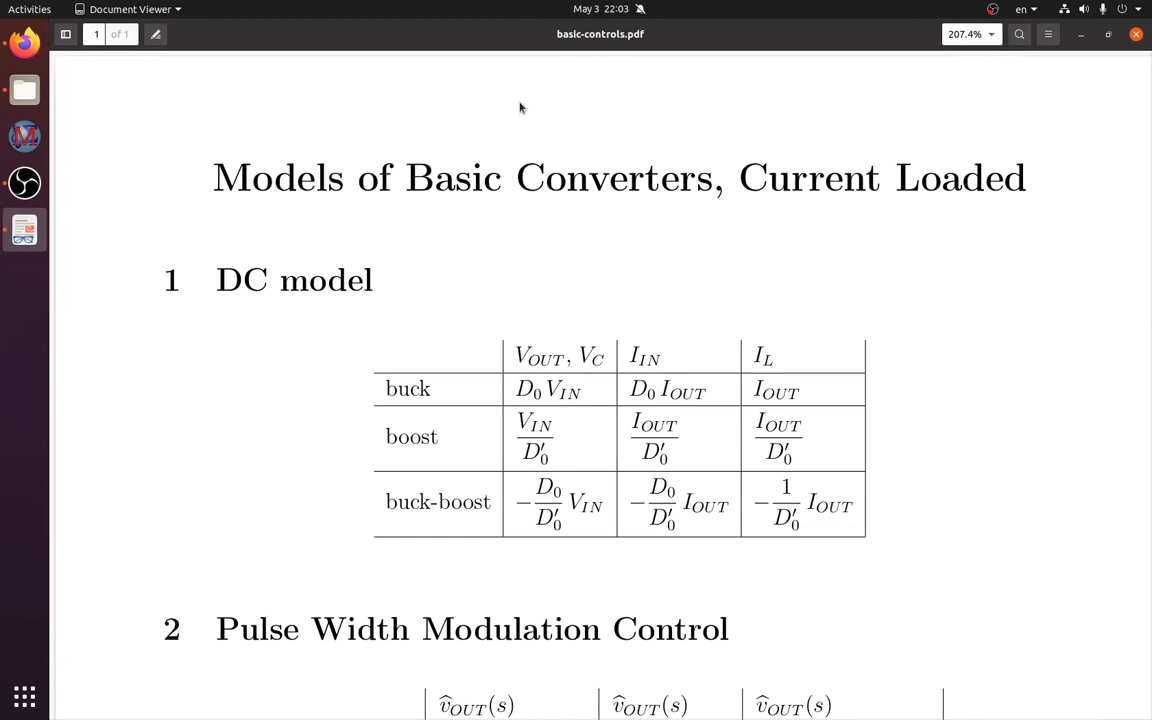 Activities Document Viewer May 3 22:03 en
1 of 1 basic-controls.pdf 207.4%
Models of Basic Converters, Current Loaded
1 DC model
V_OUT, V_C I_IN I_L
buck D_0 V_IN D_0 I_OUT I_OUT
boost V_IN/D′_0 I_OUT/D′_0 I_OUT/D′_0
buck-boost −D_0/D′_0 V_IN −D_0/D′_0 I_OUT −1/D′_0 I_OUT
2 Pulse Width Modulation Control
v̂_OUT(s) v̂_OUT(s) v̂_OUT(s)